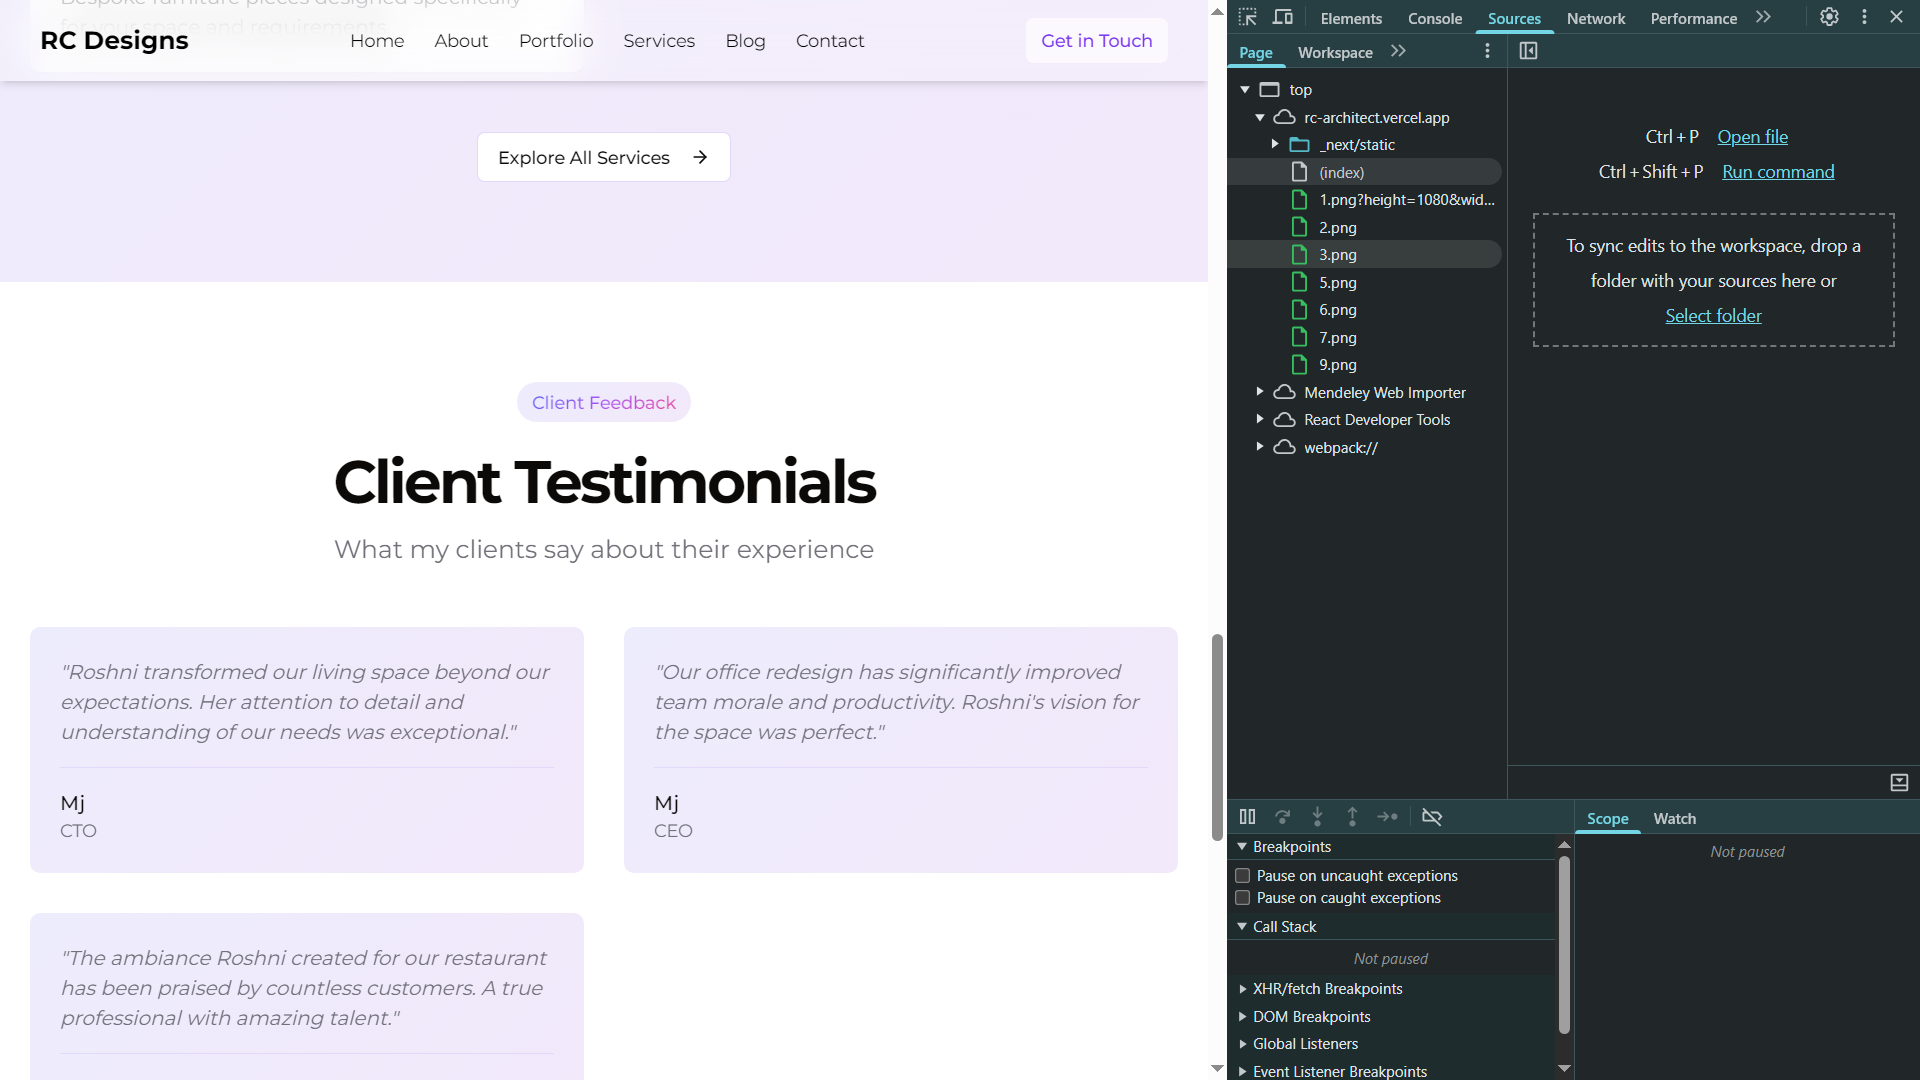 Bespoke furniture pieces designed specifically
for your space and requirements.
RC Designs
Home
About
Portfolio
Services
Blog
Contact
Get in Touch
Explore All Services
Client Feedback
Client Testimonials
What my clients say about their experience
"Roshni transformed our living space beyond our
expectations. Her attention to detail and
understanding of our needs was exceptional."
Mj
CTO
"Our office redesign has significantly improved
team morale and productivity. Roshni's vision for
the space was perfect."
Mj
CEO
"The ambiance Roshni created for our restaurant
has been praised by countless customers. A true
professional with amazing talent."
Elements
Console
Sources
Network
Performance
Page
Workspace
top
rc-architect.vercel.app
_next/static
(index)
1.png?height=1080&wid...
2.png
3.png
5.png
6.png
7.png
9.png
Mendeley Web Importer
React Developer Tools
webpack://
Ctrl + P Open file
Ctrl + Shift + P Run command
To sync edits to the workspace, drop a
folder with your sources here or
Select folder
Breakpoints
Pause on uncaught exceptions
Pause on caught exceptions
Call Stack
Not paused
XHR/fetch Breakpoints
DOM Breakpoints
Global Listeners
Event Listener Breakpoints
Scope
Watch
Not paused